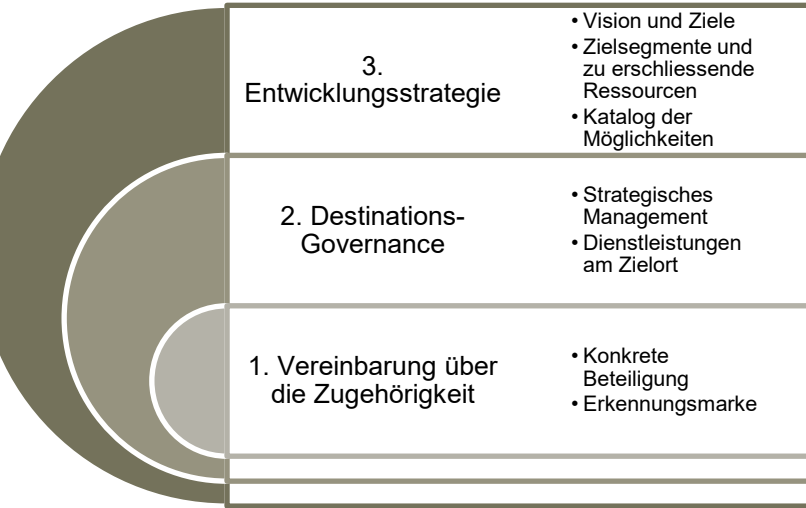 3.
Entwicklungsstrategie
• Vision und Ziele
• Zielsegmente und
zu erschliessende
Ressourcen
• Katalog der
Möglichkeiten
2. Destinations-
Governance
• Strategisches
Management
• Dienstleistungen
am Zielort
1. Vereinbarung über
die Zugehörigkeit
• Konkrete
Beteiligung
• Erkennungsmarke